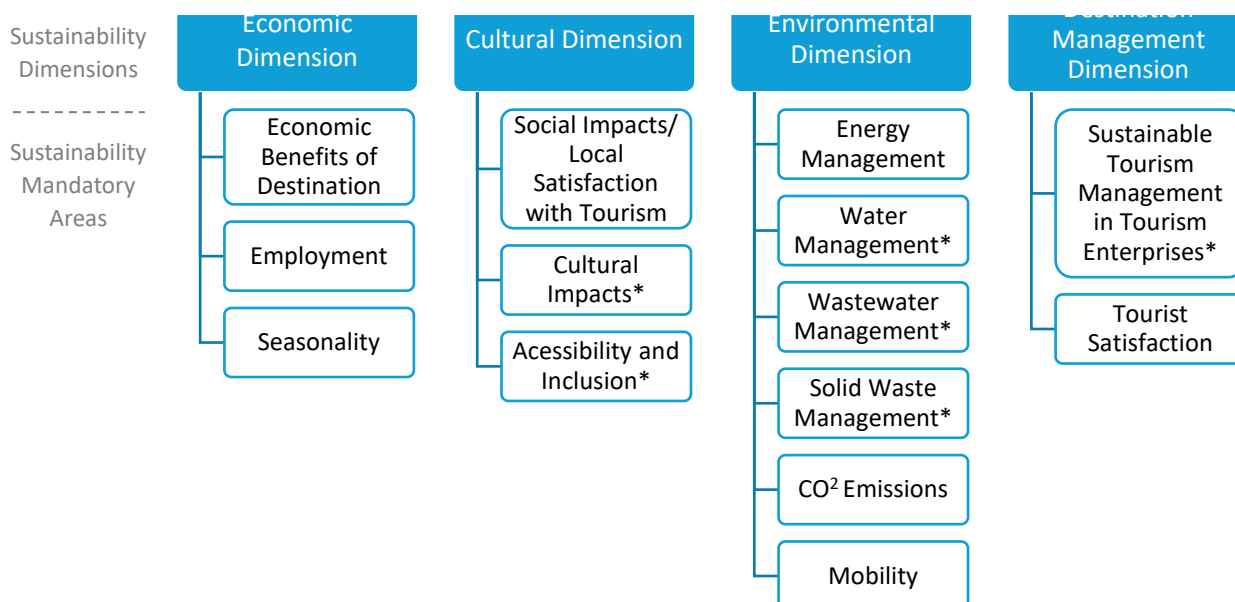 Sustainability
Dimensions
Sustainability
Mandatory
Areas
Economic
Dimension
Economic
Benefits of
Destination
Employment
Seasonality
Cultural Dimension
Social Impacts/
Local
Satisfaction
with Tourism
Cultural
Impacts*
Acessibility and
Inclusion*
Environmental
Dimension
Energy
Management
Water
Management*
Wastewater
Management*
Solid Waste
Management*
CO² Emissions
Mobility
Destination
Management
Dimension
Sustainable
Tourism
Management
in Tourism
Enterprises*
Tourist
Satisfaction